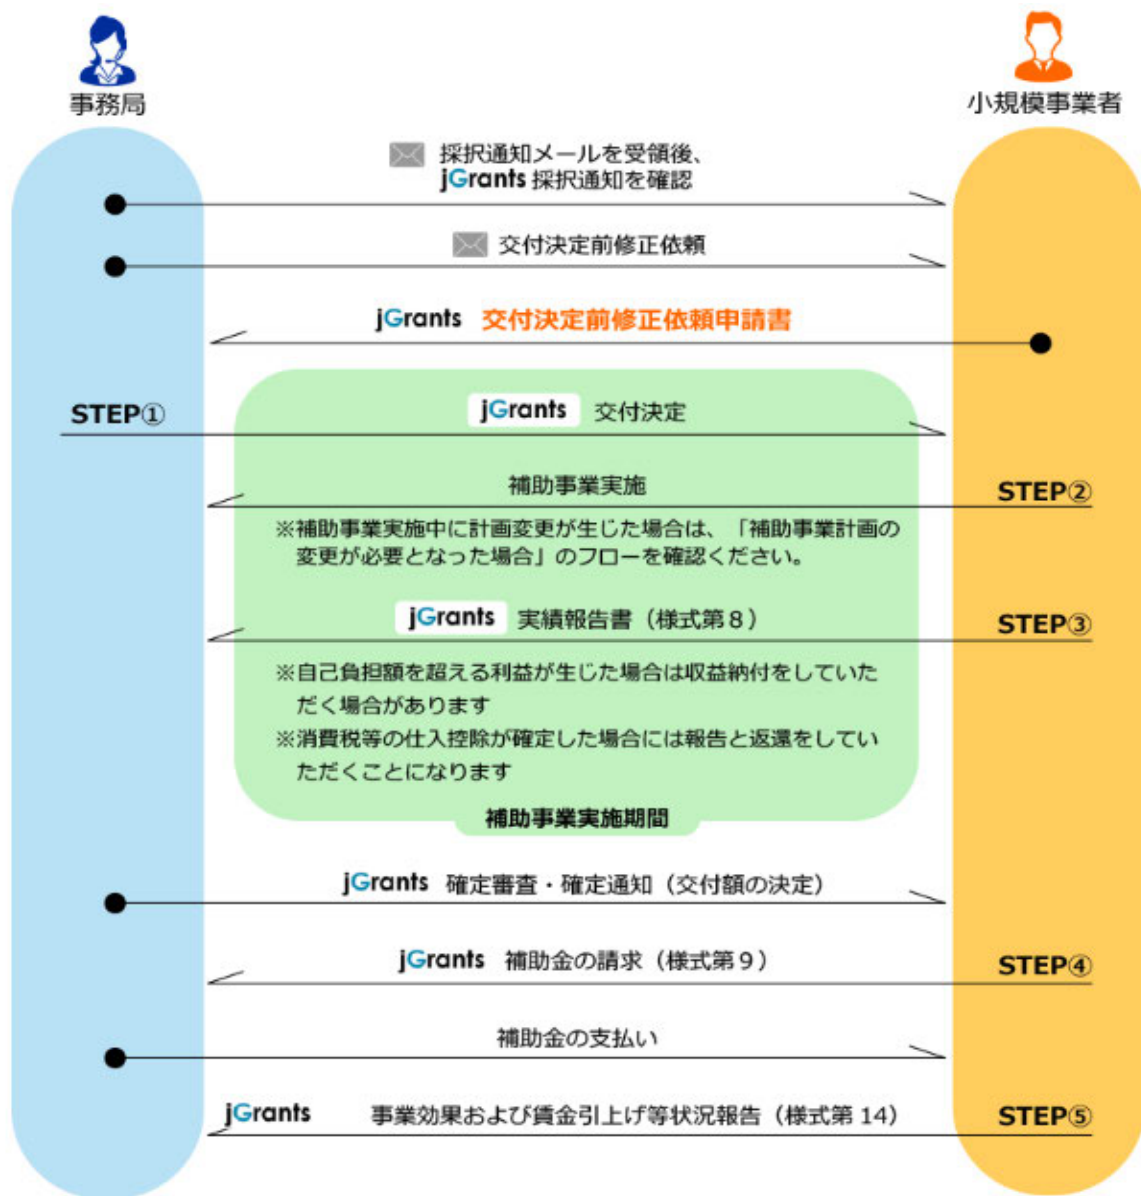 事務局
小規模事業者
採択通知メールを受領後、
jGrants 採択通知を確認
交付決定前修正依頼
jGrants 交付決定前修正依頼申請書
STEP①
jGrants 交付決定
補助事業実施
STEP②
※補助事業実施中に計画変更が生じた場合は、「補助事業計画の
変更が必要となった場合」のフローを確認ください。
jGrants 実績報告書（様式第８）
STEP③
※自己負担額を超える利益が生じた場合は収益納付をしていた
だく場合があります
※消費税等の仕入控除が確定した場合には報告と返還をしてい
ただくことになります
補助事業実施期間
jGrants 確定審査・確定通知（交付額の決定）
jGrants 補助金の請求（様式第９）
STEP④
補助金の支払い
jGrants 事業効果および賃金引上げ等状況報告（様式第 14）
STEP⑤